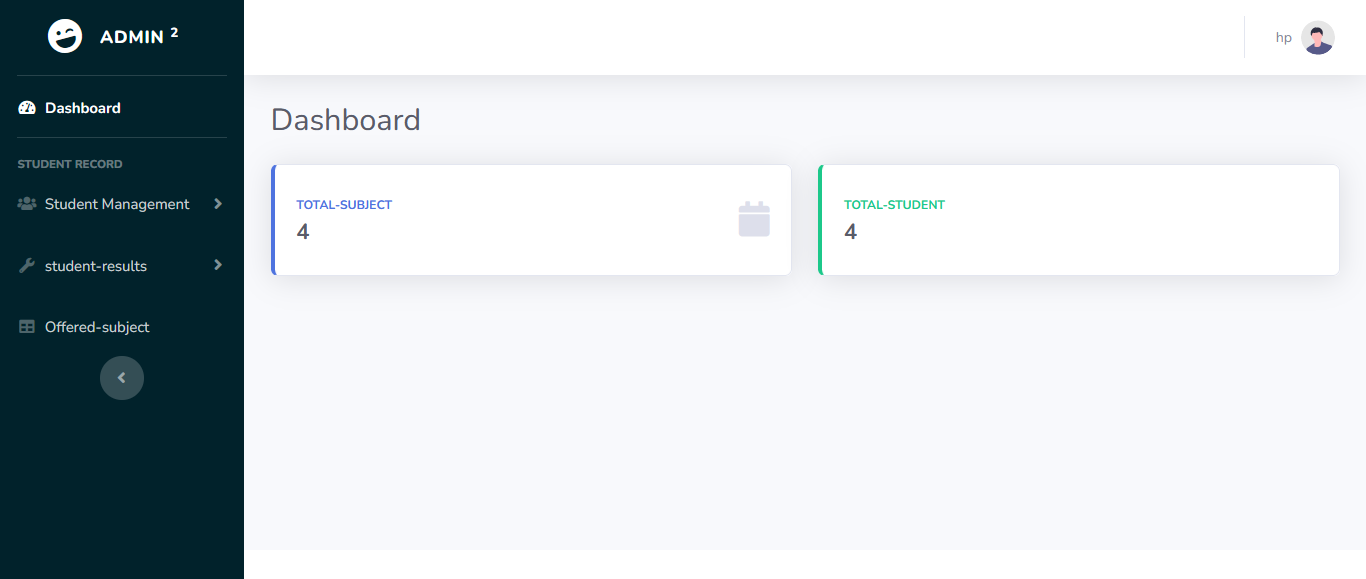 ADMIN 2
Dashboard
STUDENT RECORD
Student Management
student-results
Offered-subject
hp
Dashboard
TOTAL-SUBJECT
4
TOTAL-STUDENT
4